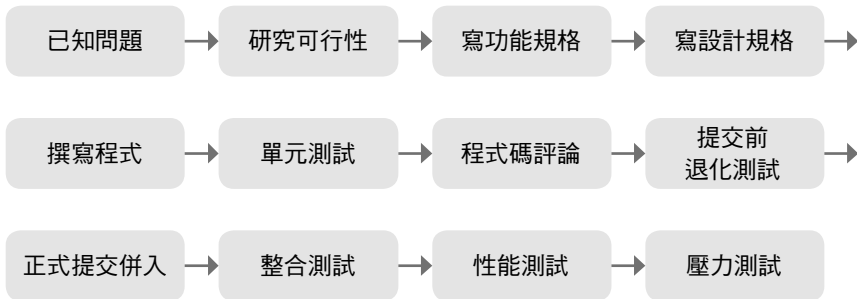 已知問題
研究可行性
寫功能規格
寫設計規格
撰寫程式
單元測試
程式碼評論
提交前
退化測試
正式提交併入
整合測試
性能測試
壓力測試